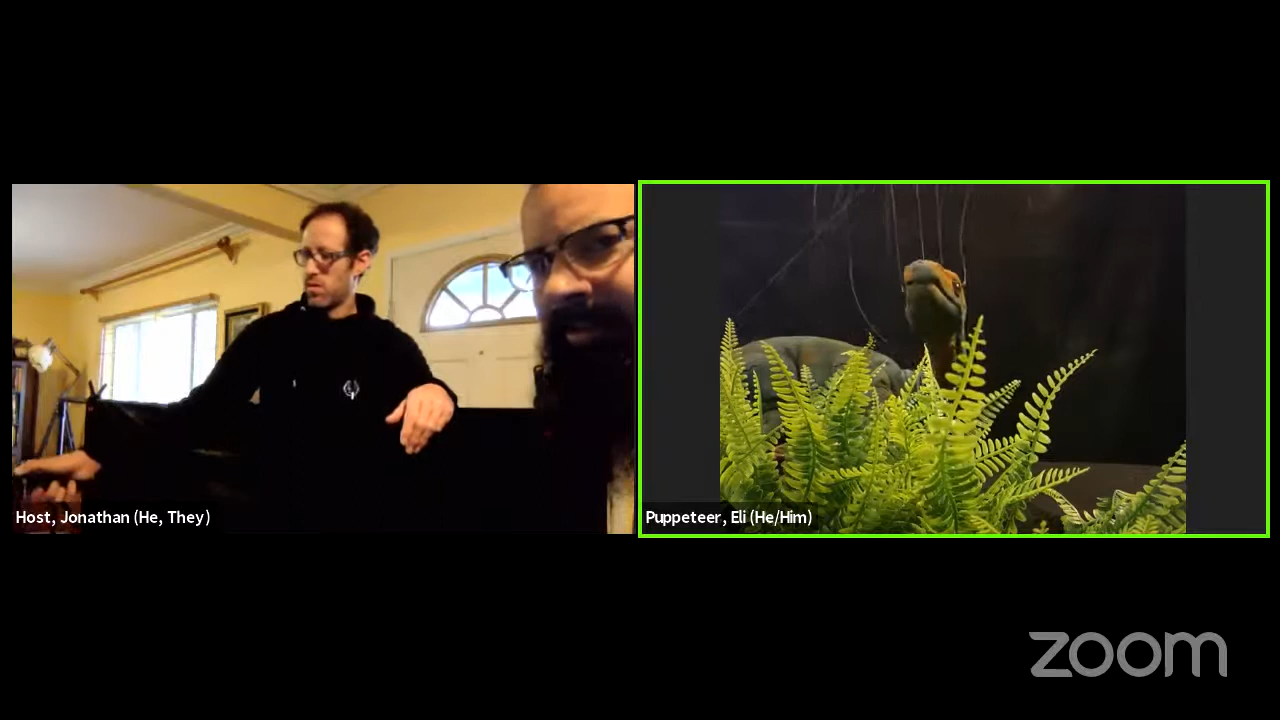 Host, Jonathan (He, They)
Puppeteer, Eli (He/Him)
zoom